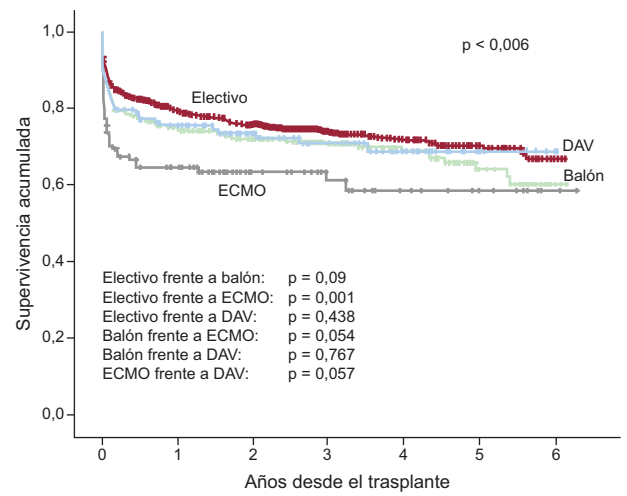 1,0
p < 0,006
Electivo
0,8
DAV
Balón
0,6
ECMO
Supervivencia acumulada
0,4
Electivo frente a balón: p = 0,09
Electivo frente a ECMO: p = 0,001
Electivo frente a DAV: p = 0,438
Balón frente a ECMO: p = 0,054
Balón frente a DAV: p = 0,767
ECMO frente a DAV: p = 0,057
0,2
0,0
0 1 2 3 4 5 6
Años desde el trasplante